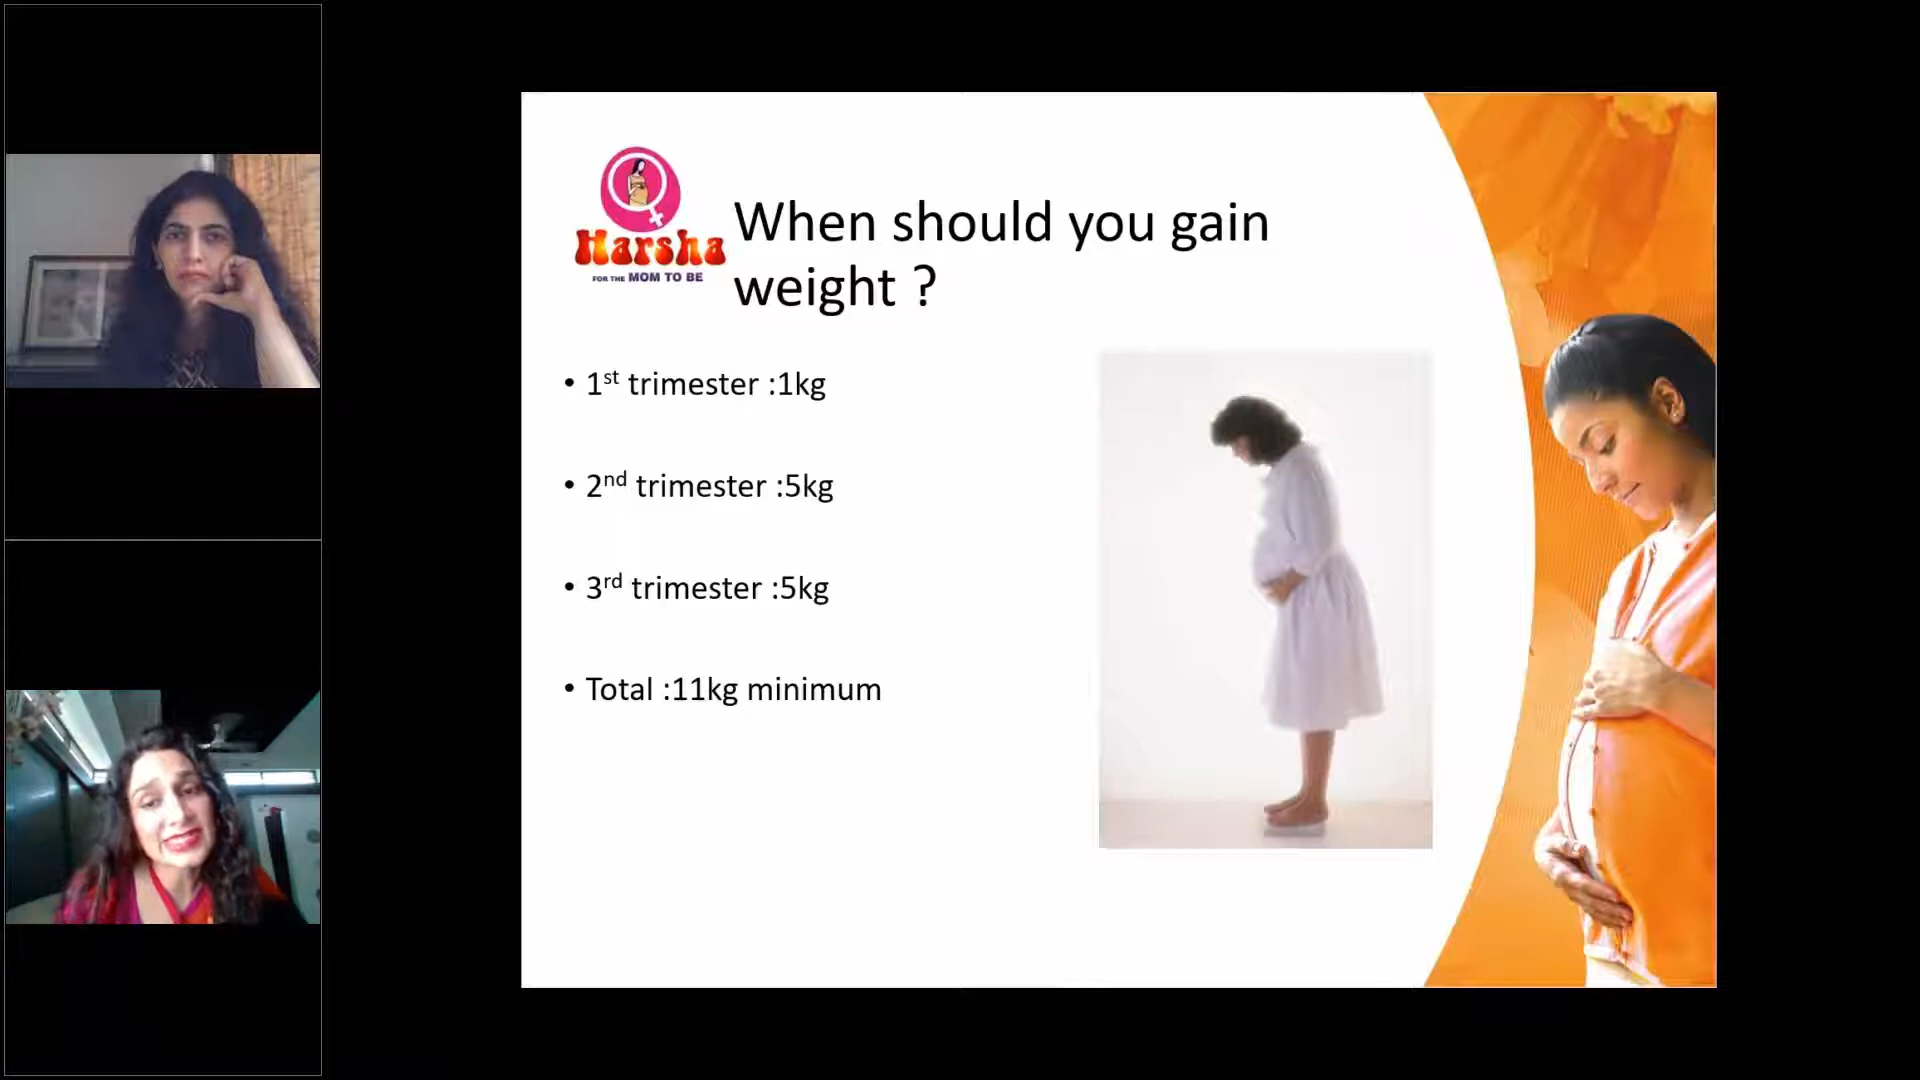 Harsha
FOR THE MOM TO BE
When should you gain
weight ?
• 1st trimester :1kg
• 2nd trimester :5kg
• 3rd trimester :5kg
• Total :11kg minimum